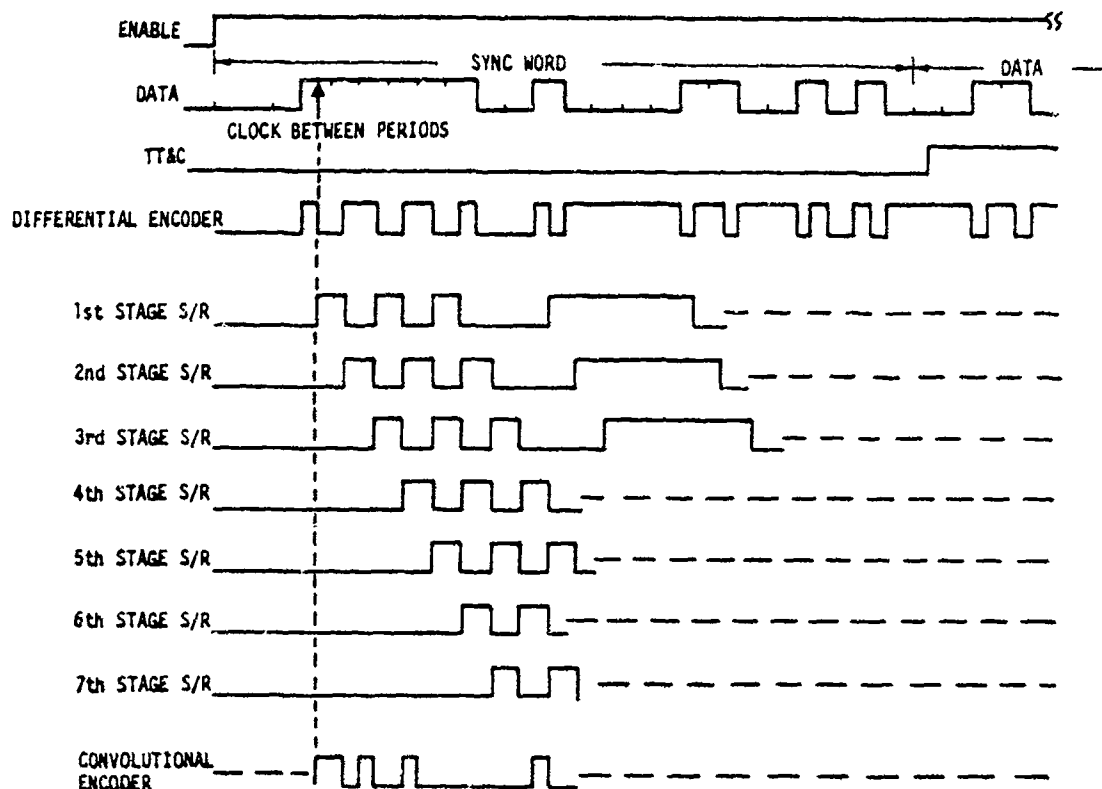 ENABLE
SYNC WORD
DATA
DATA
CLOCK BETWEEN PERIODS
TT&C
DIFFERENTIAL ENCODER
1st STAGE S/R
2nd STAGE S/R
3rd STAGE S/R
4th STAGE S/R
5th STAGE S/R
6th STAGE S/R
7th STAGE S/R
CONVOLUTIONAL
ENCODER